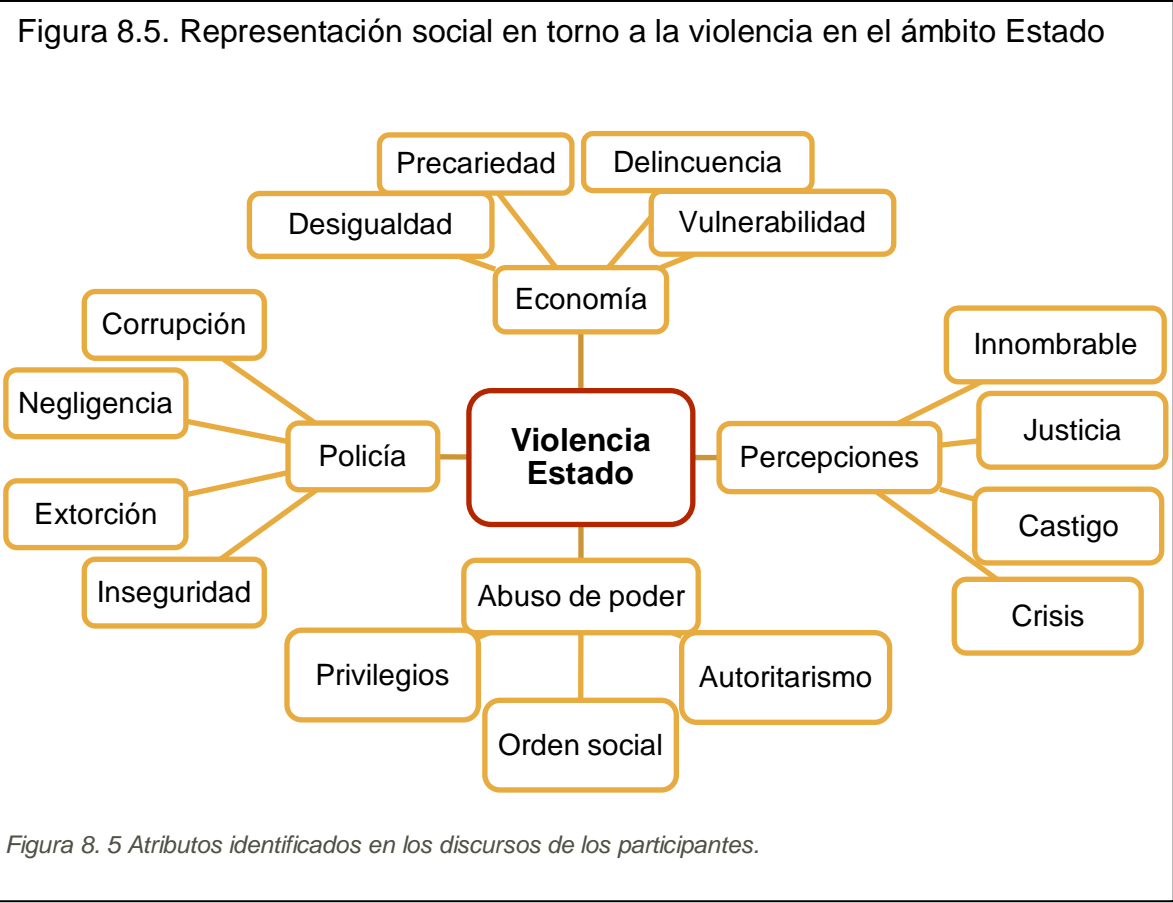 Figura 8.5. Representación social en torno a la violencia en el ámbito Estado
Precariedad
Delincuencia
Desigualdad
Vulnerabilidad
Economía
Corrupción
Negligencia
Policía
Extorción
Inseguridad
Violencia
Estado
Percepciones
Innombrable
Justicia
Castigo
Crisis
Abuso de poder
Privilegios
Orden social
Autoritarismo
Figura 8. 5 Atributos identificados en los discursos de los participantes.